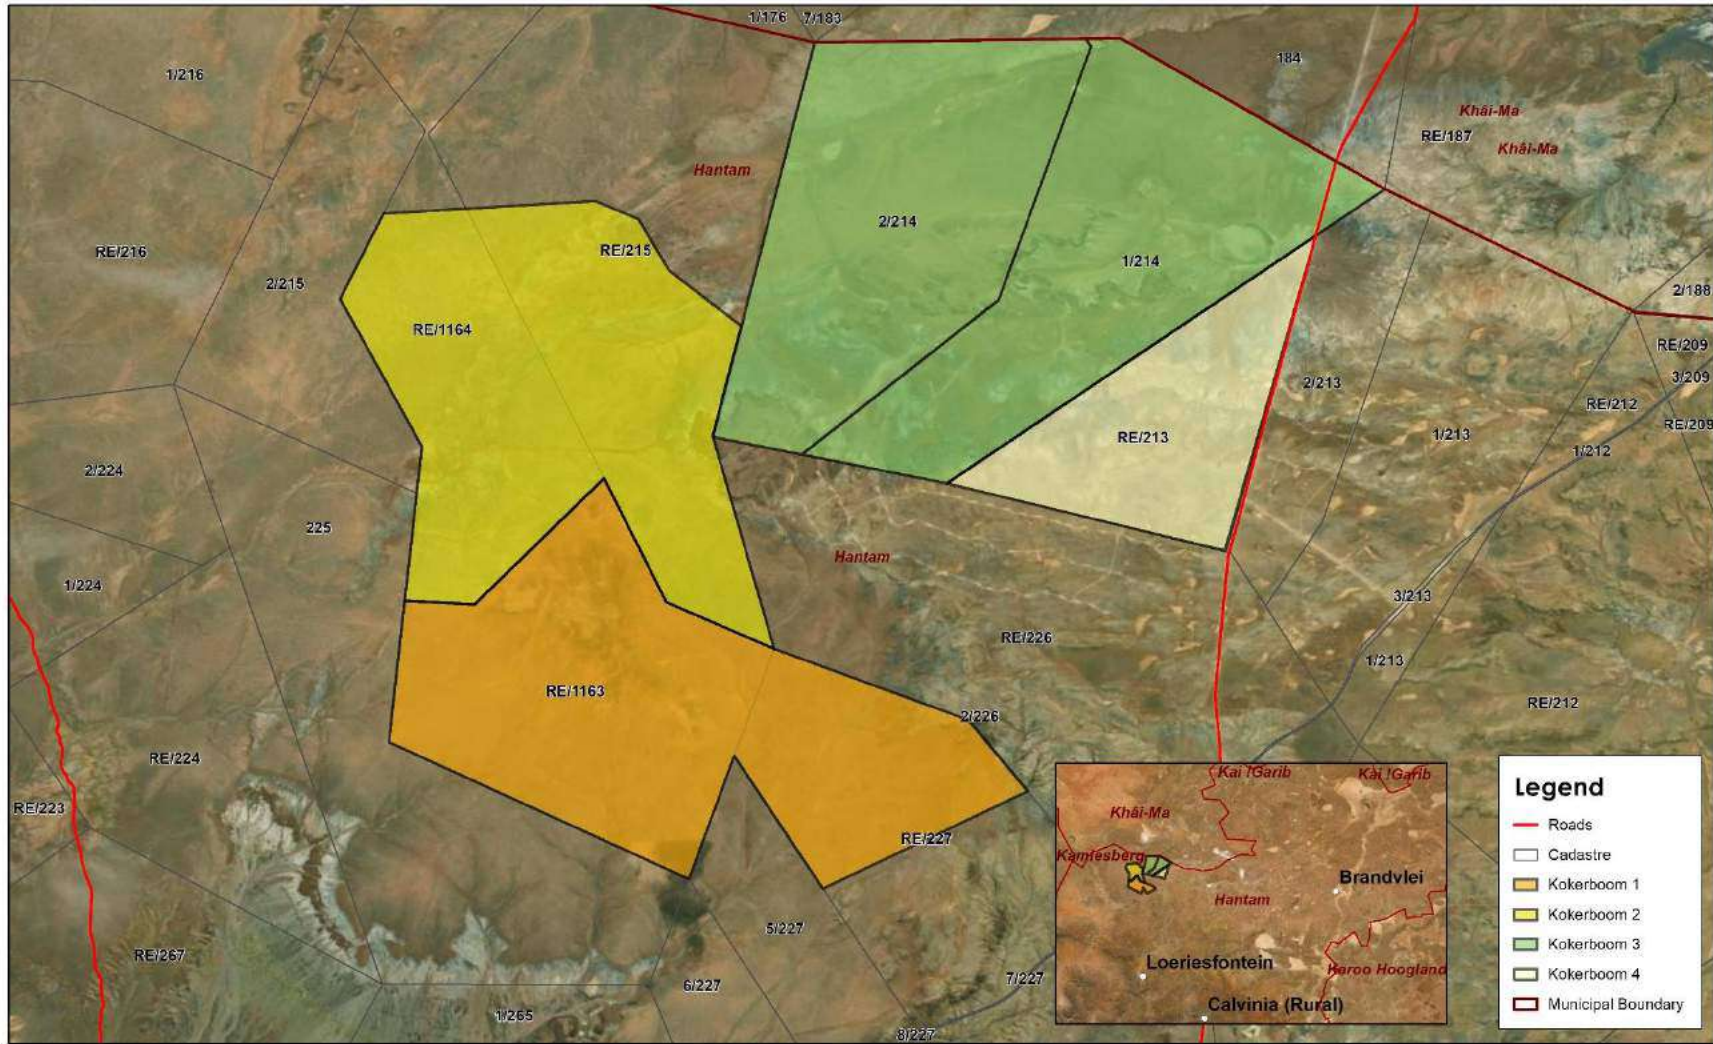 1/176
7/183
184
1/216
Khâi-Ma
RE/187
Khâi-Ma
Hantam
2/214
RE/215
RE/216
1/214
2/215
2/188
RE/1164
RE/209
3/209
2/213
RE/212
RE/209
RE/213
1/213
1/212
2/224
225
Hantam
1/224
3/213
RE/226
1/213
RE/1163
RE/212
2/226
RE/224
RE/223
RE/227
5/227
RE/267
6/227
7/227
1/265
8/227
Kai !Garib
Kai !Garib
Khâi-Ma
Kamiesberg
Brandvlei
Hantam
Loeriesfontein
Karoo Hoogland
Calvinia (Rural)
Legend
Roads
Cadastre
Kokerboom 1
Kokerboom 2
Kokerboom 3
Kokerboom 4
Municipal Boundary